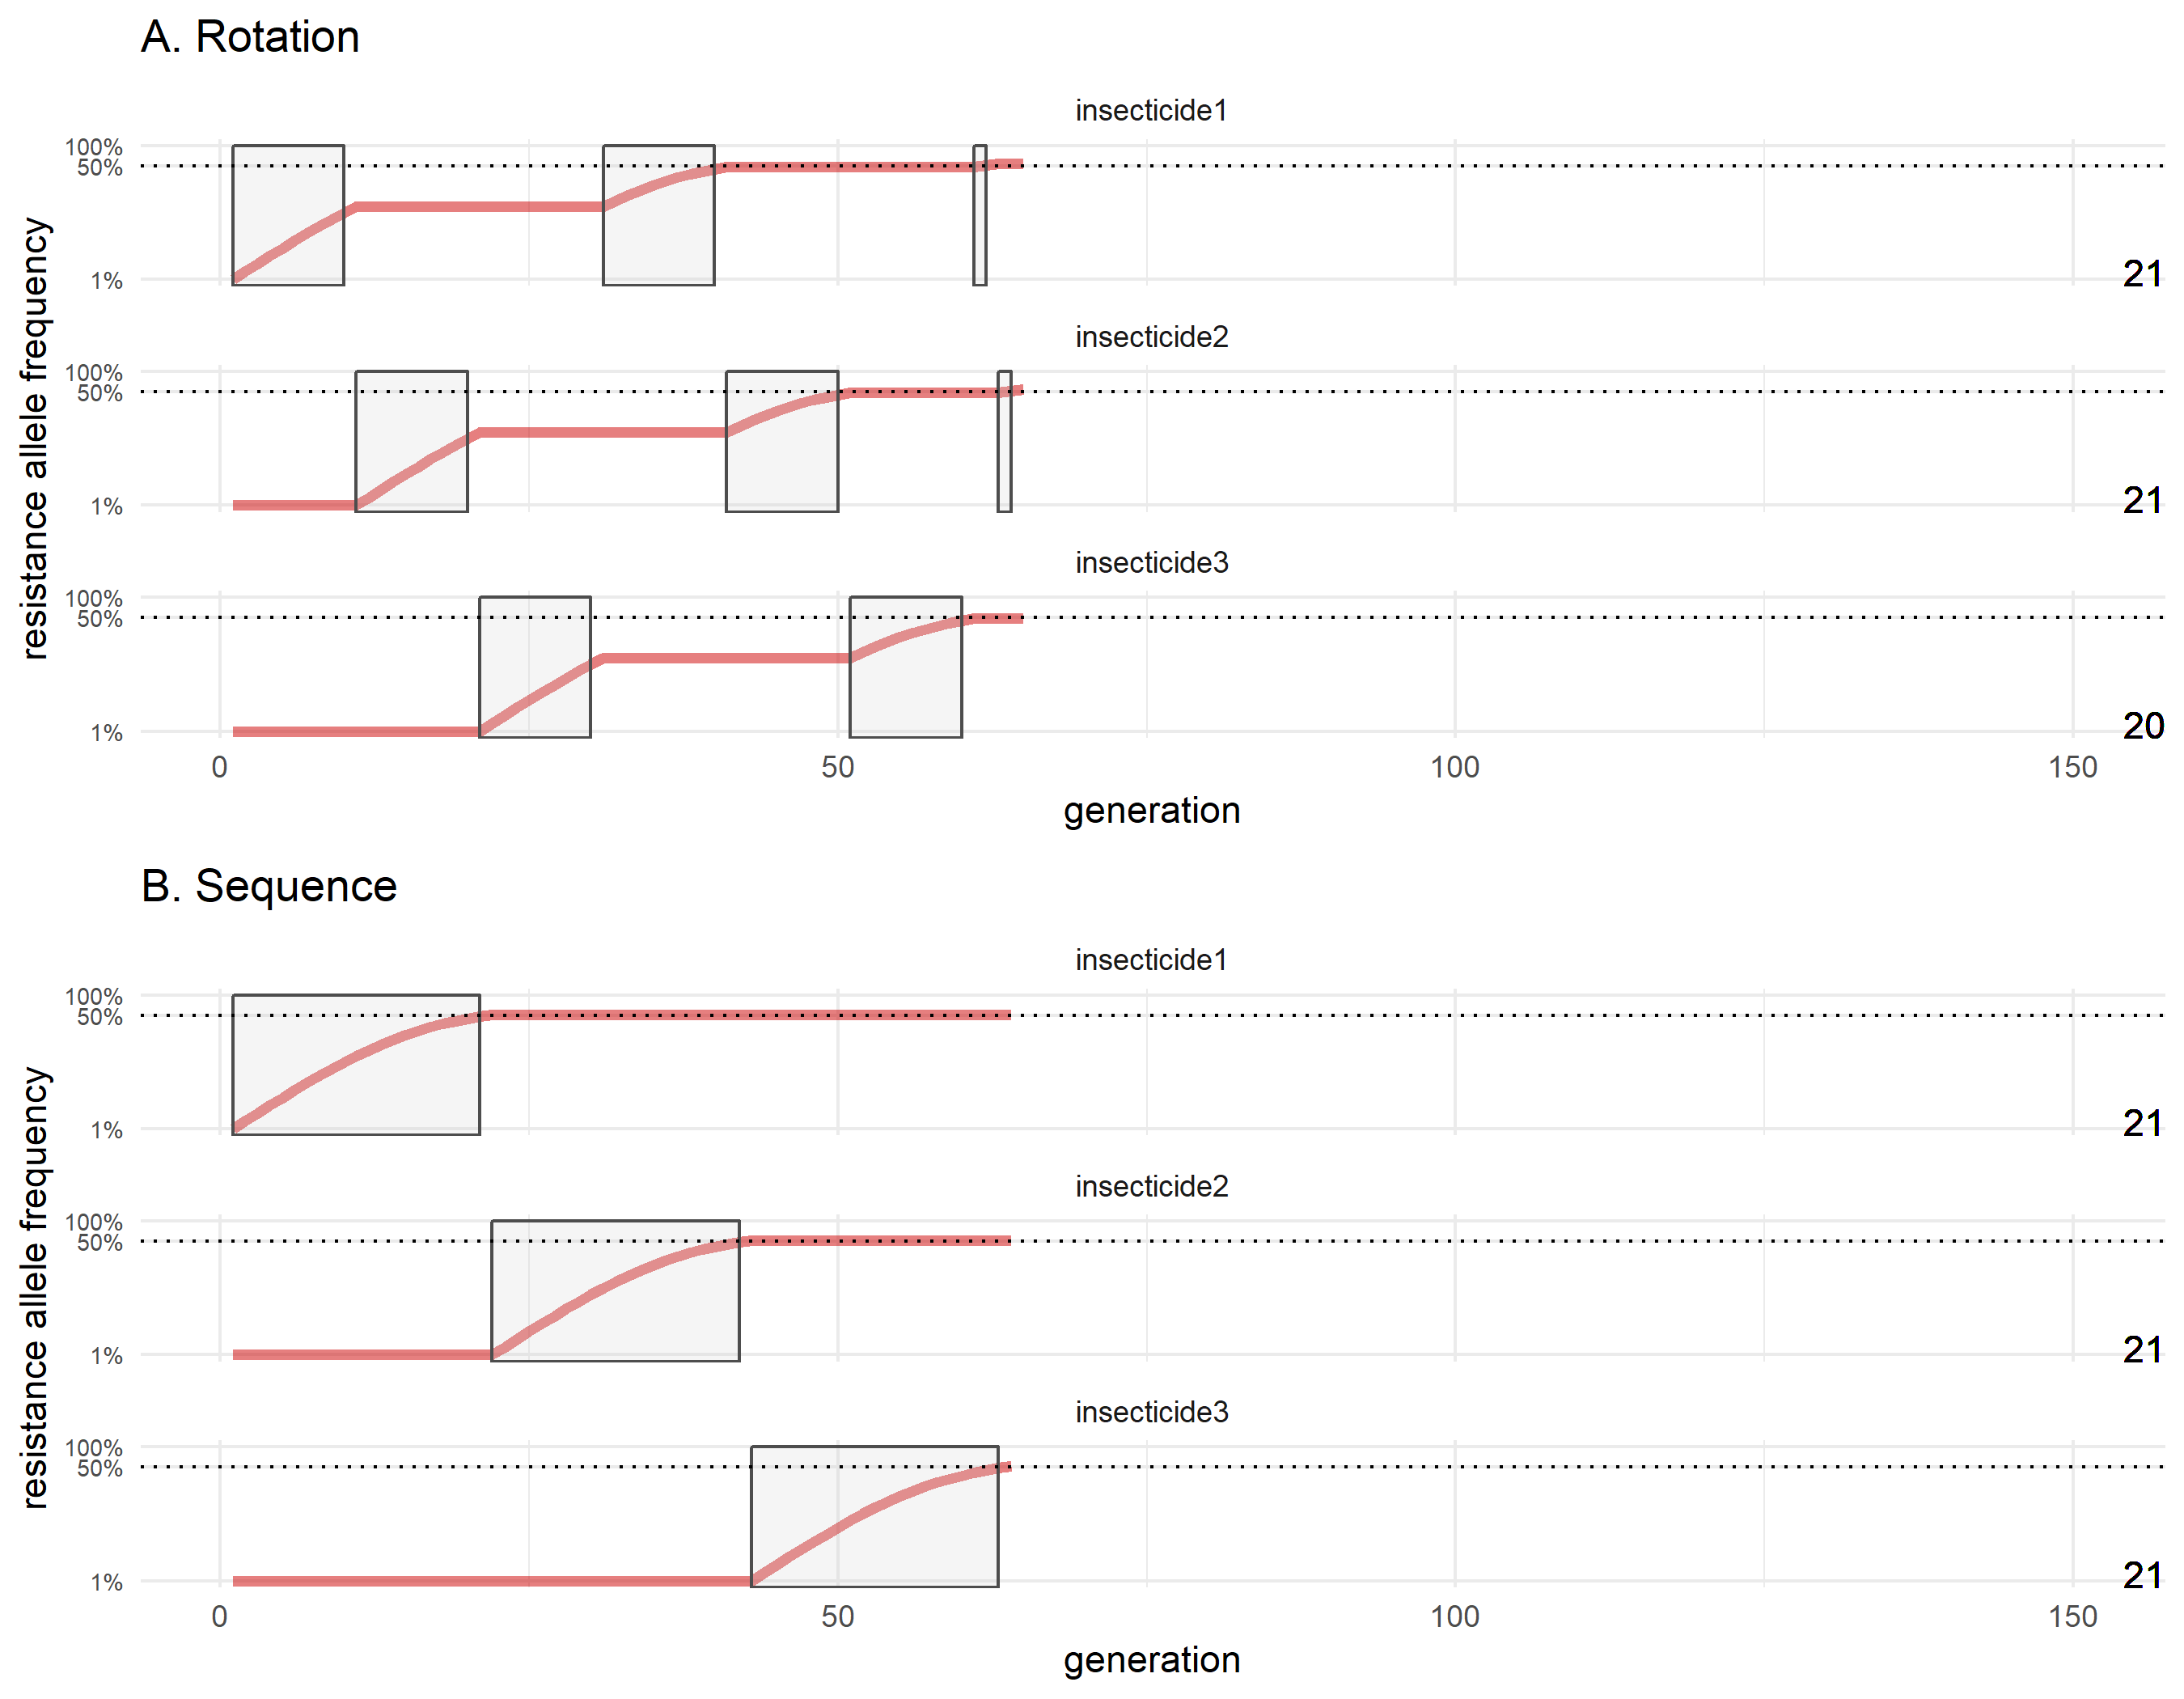 A. Rotation
insecticide1
100%
50%
1%
21
insecticide2
100%
50%
1%
21
insecticide3
100%
50%
1%
20
resistance allele frequency
0 50 100 150
generation
B. Sequence
insecticide1
100%
50%
1%
21
insecticide2
100%
50%
1%
21
insecticide3
100%
50%
1%
21
resistance allele frequency
0 50 100 150
generation